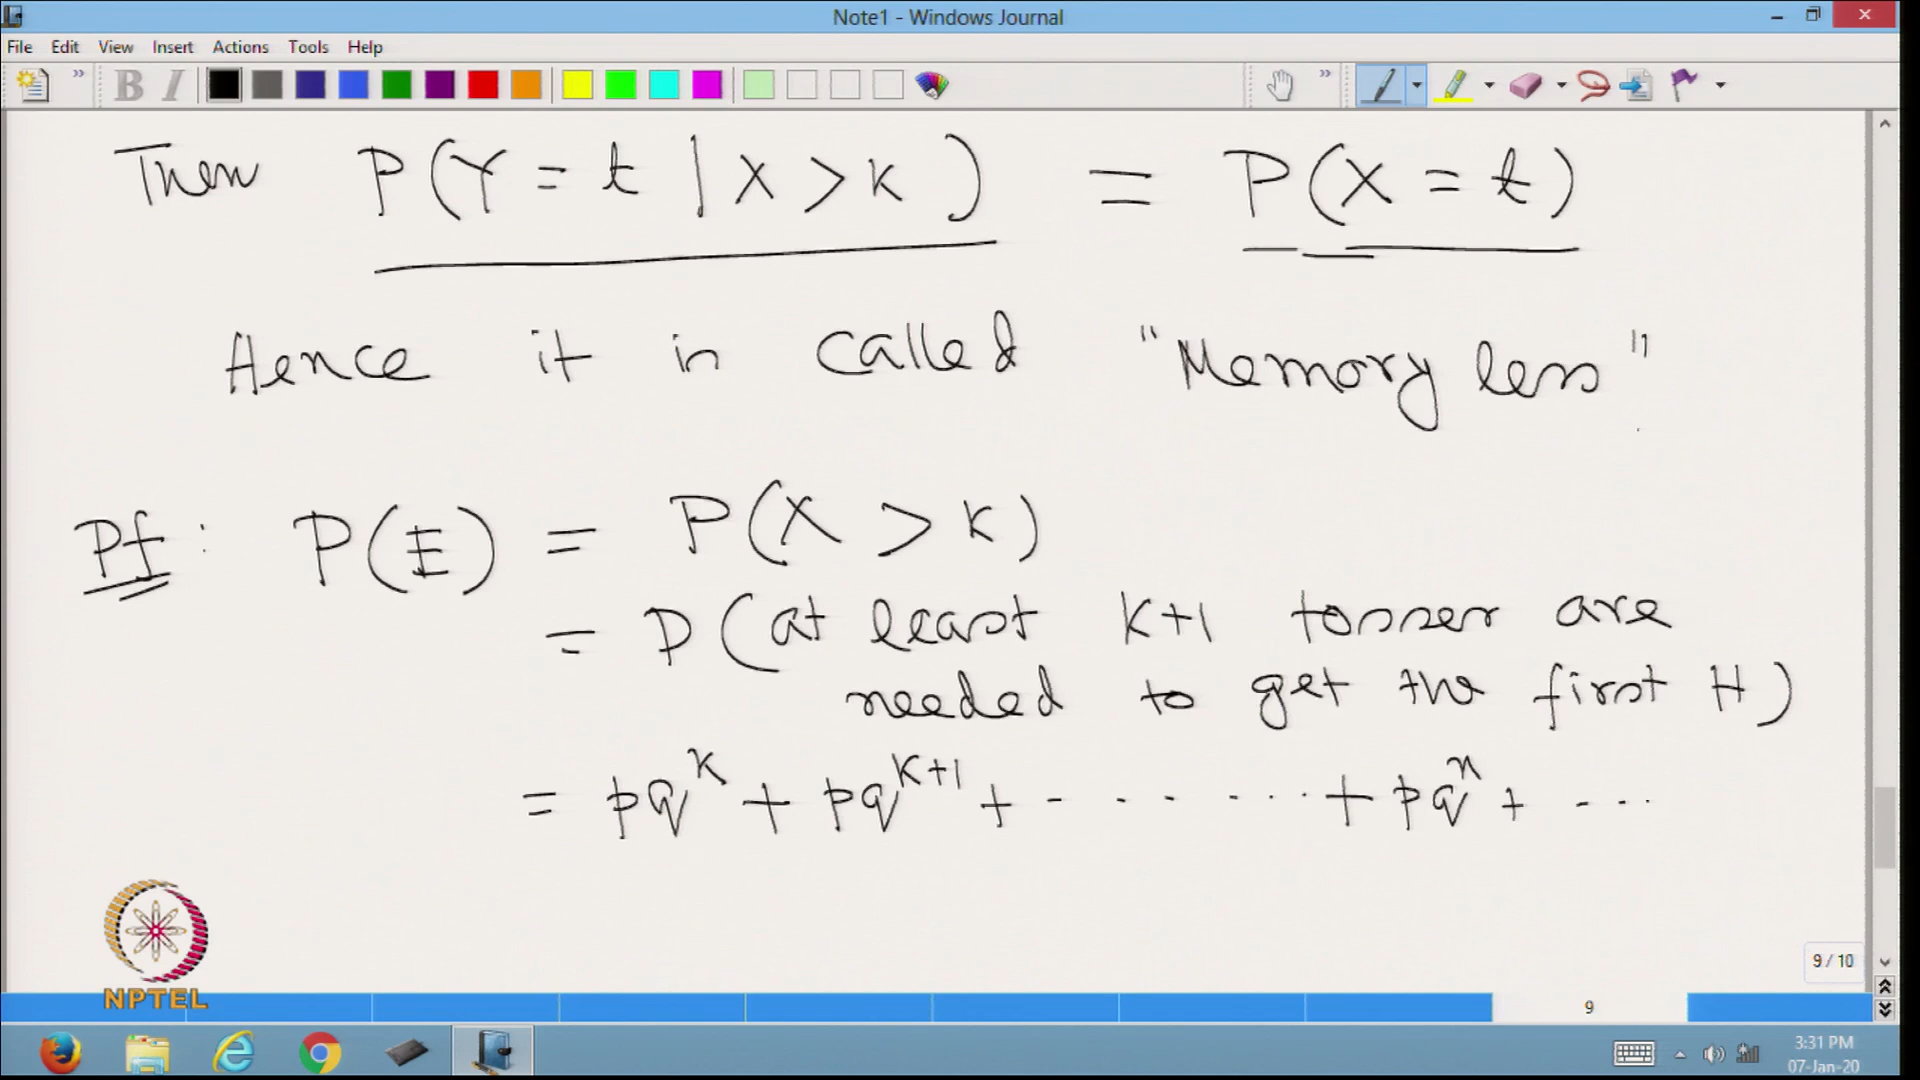 Note1 - Windows Journal
File Edit View Insert Actions Tools Help
B I
Then P(Y = t | X > k) = P(X = t)
Hence it is called "Memory less"
Pf: P(E) = P(X > k)
= P(at least k+1 tosses are
needed to get the first H)
= pq^k + pq^{k+1} + - - - - ... + pq^n + - ...
NPTEL
9 / 10
9
3:31 PM
07-Jan-20